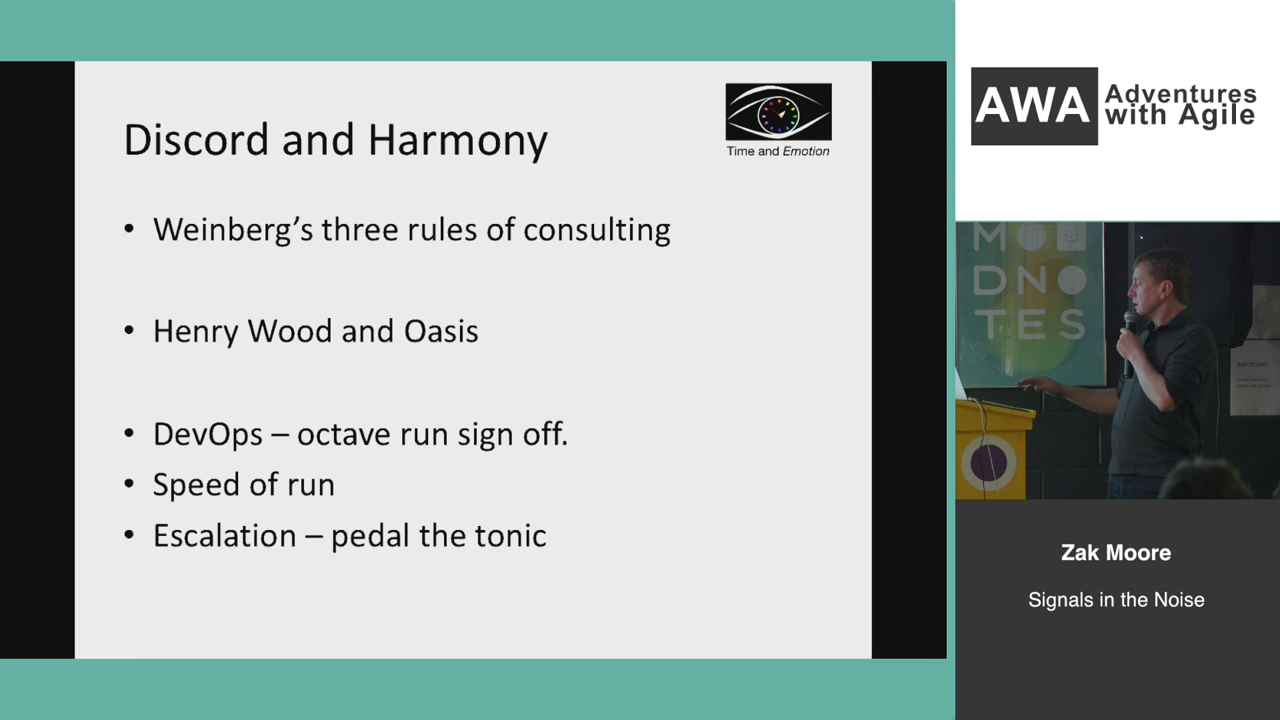 Discord and Harmony
Time and Emotion
• Weinberg’s three rules of consulting
• Henry Wood and Oasis
• DevOps – octave run sign off.
• Speed of run
• Escalation – pedal the tonic
AWA Adventures
with Agile
DNO
TES
IMPORTANT
Zak Moore
Signals in the Noise